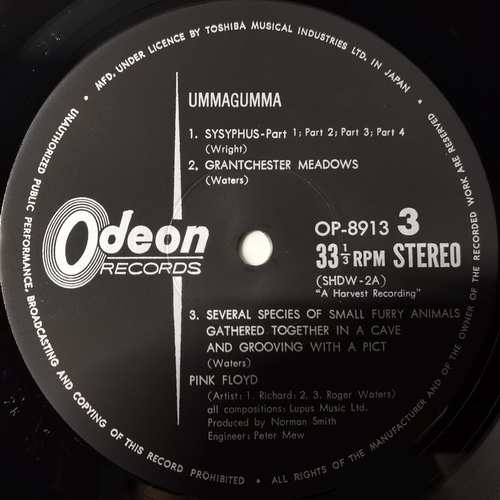 • MFD. UNDER LICENCE BY TOSHIBA MUSICAL INDUSTRIES LTD. IN JAPAN •
UNAUTHORIZED PUBLIC PERFORMANCE, BROADCASTING AND COPYING OF THIS RECORD PROHIBITED • ALL RIGHTS OF THE MANUFACTURER AND OF THE OWNER OF THE RECORDED WORK ARE RESERVED
UMMAGUMMA
1. SYSYPHUS-Part 1; Part 2; Part 3; Part 4
(Wright)
2. GRANTCHESTER MEADOWS
(Waters)
Odeon
RECORDS
OP-8913 3
33 1/3 RPM STEREO
(SHDW-2A)
"A Harvest Recording"
3. SEVERAL SPECIES OF SMALL FURRY ANIMALS
GATHERED TOGETHER IN A CAVE
AND GROOVING WITH A PICT
(Waters)
PINK FLOYD
(Artist: 1. Richard: 2. 3. Roger Waters)
all compositions: Lupus Music Ltd.
Produced by Norman Smith
Engineer: Peter Mew